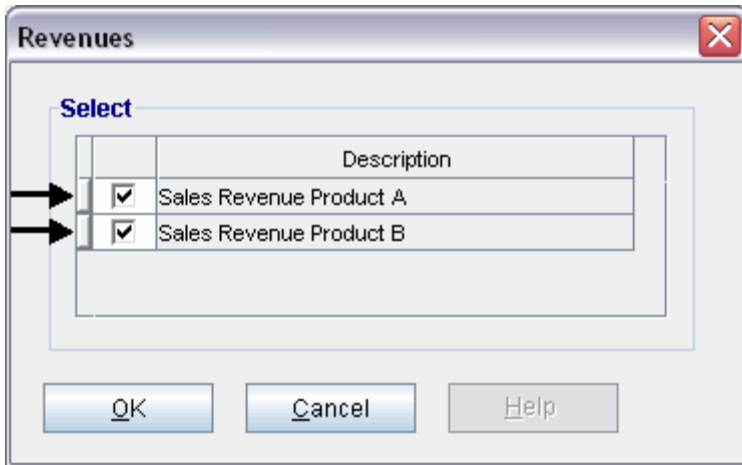 Revenues
Select
Description
Sales Revenue Product A
Sales Revenue Product B
OK
Cancel
Help